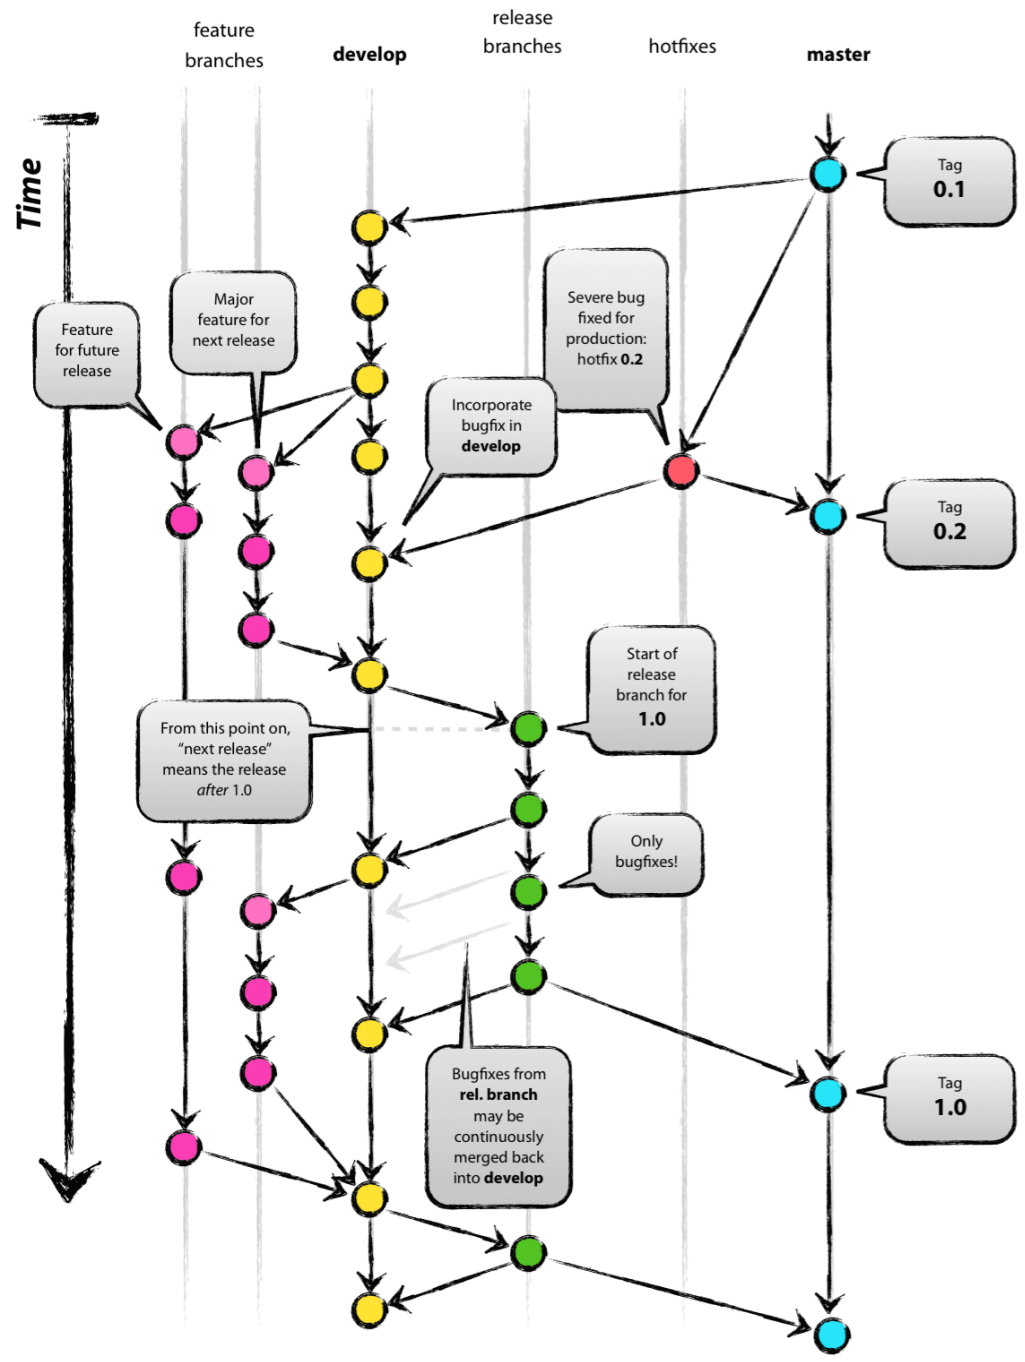 feature
branches
develop
release
branches
hotfixes
master
Time
Tag
0.1
Major
feature for
next release
Feature
for future
release
Severe bug
fixed for
production:
hotfix 0.2
Incorporate
bugfix in
develop
Tag
0.2
Start of
release
branch for
1.0
From this point on,
“next release”
means the release
after 1.0
Only
bugfixes!
Bugfixes from
rel. branch
may be
continuously
merged back
into develop
Tag
1.0